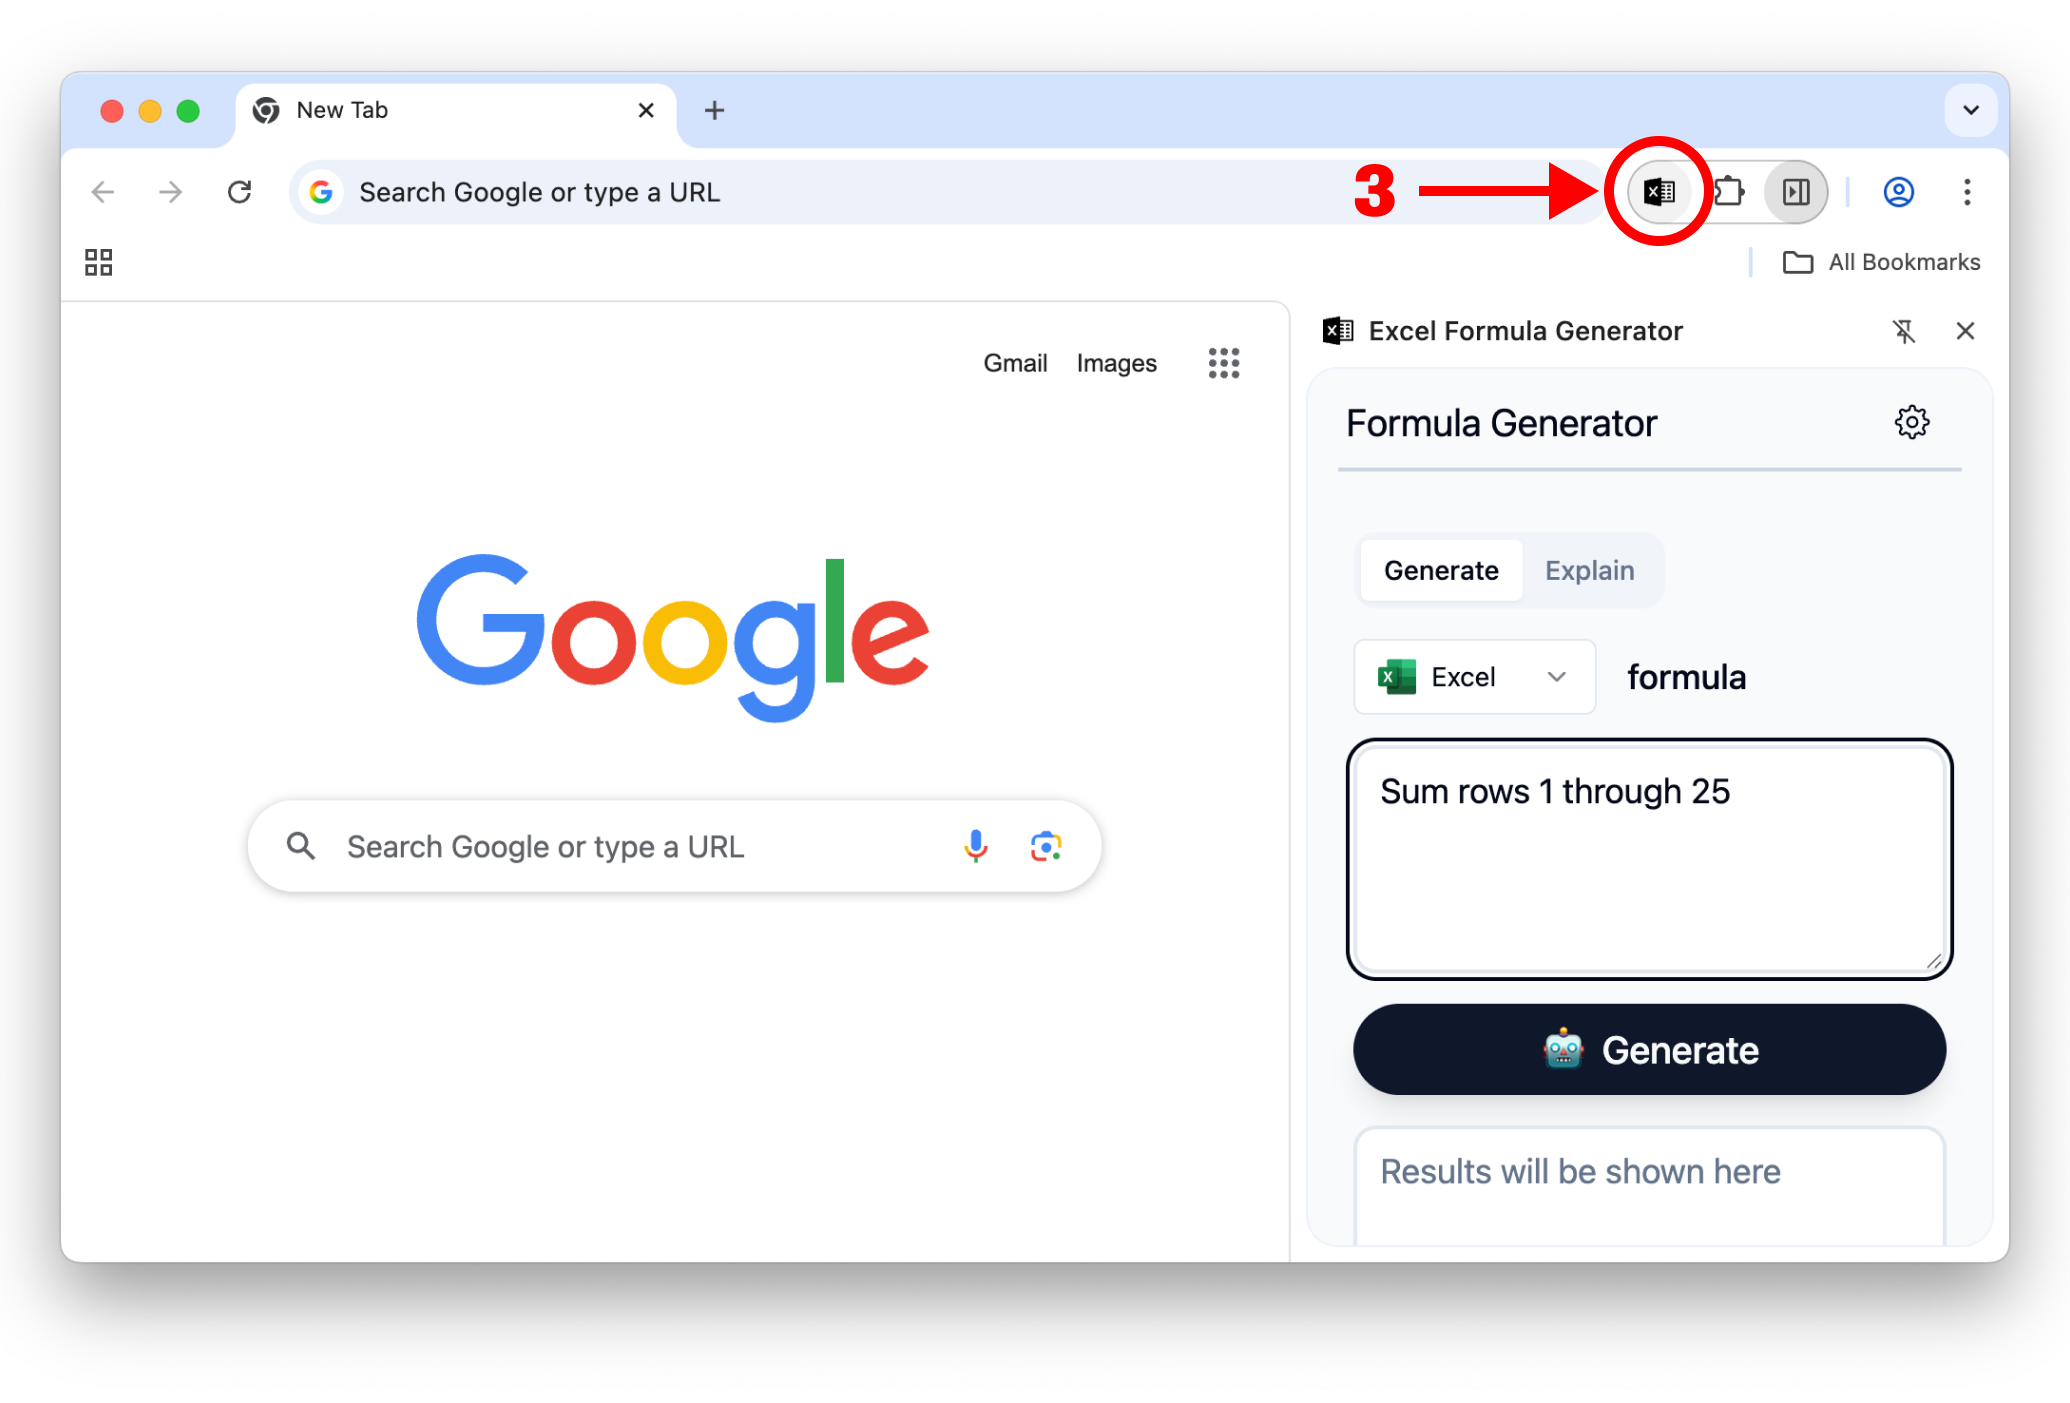 New Tab
Search Google or type a URL
3
All Bookmarks
Excel Formula Generator
Gmail Images
Formula Generator
Generate Explain
Google
Excel formula
Sum rows 1 through 25
Search Google or type a URL
Generate
Results will be shown here